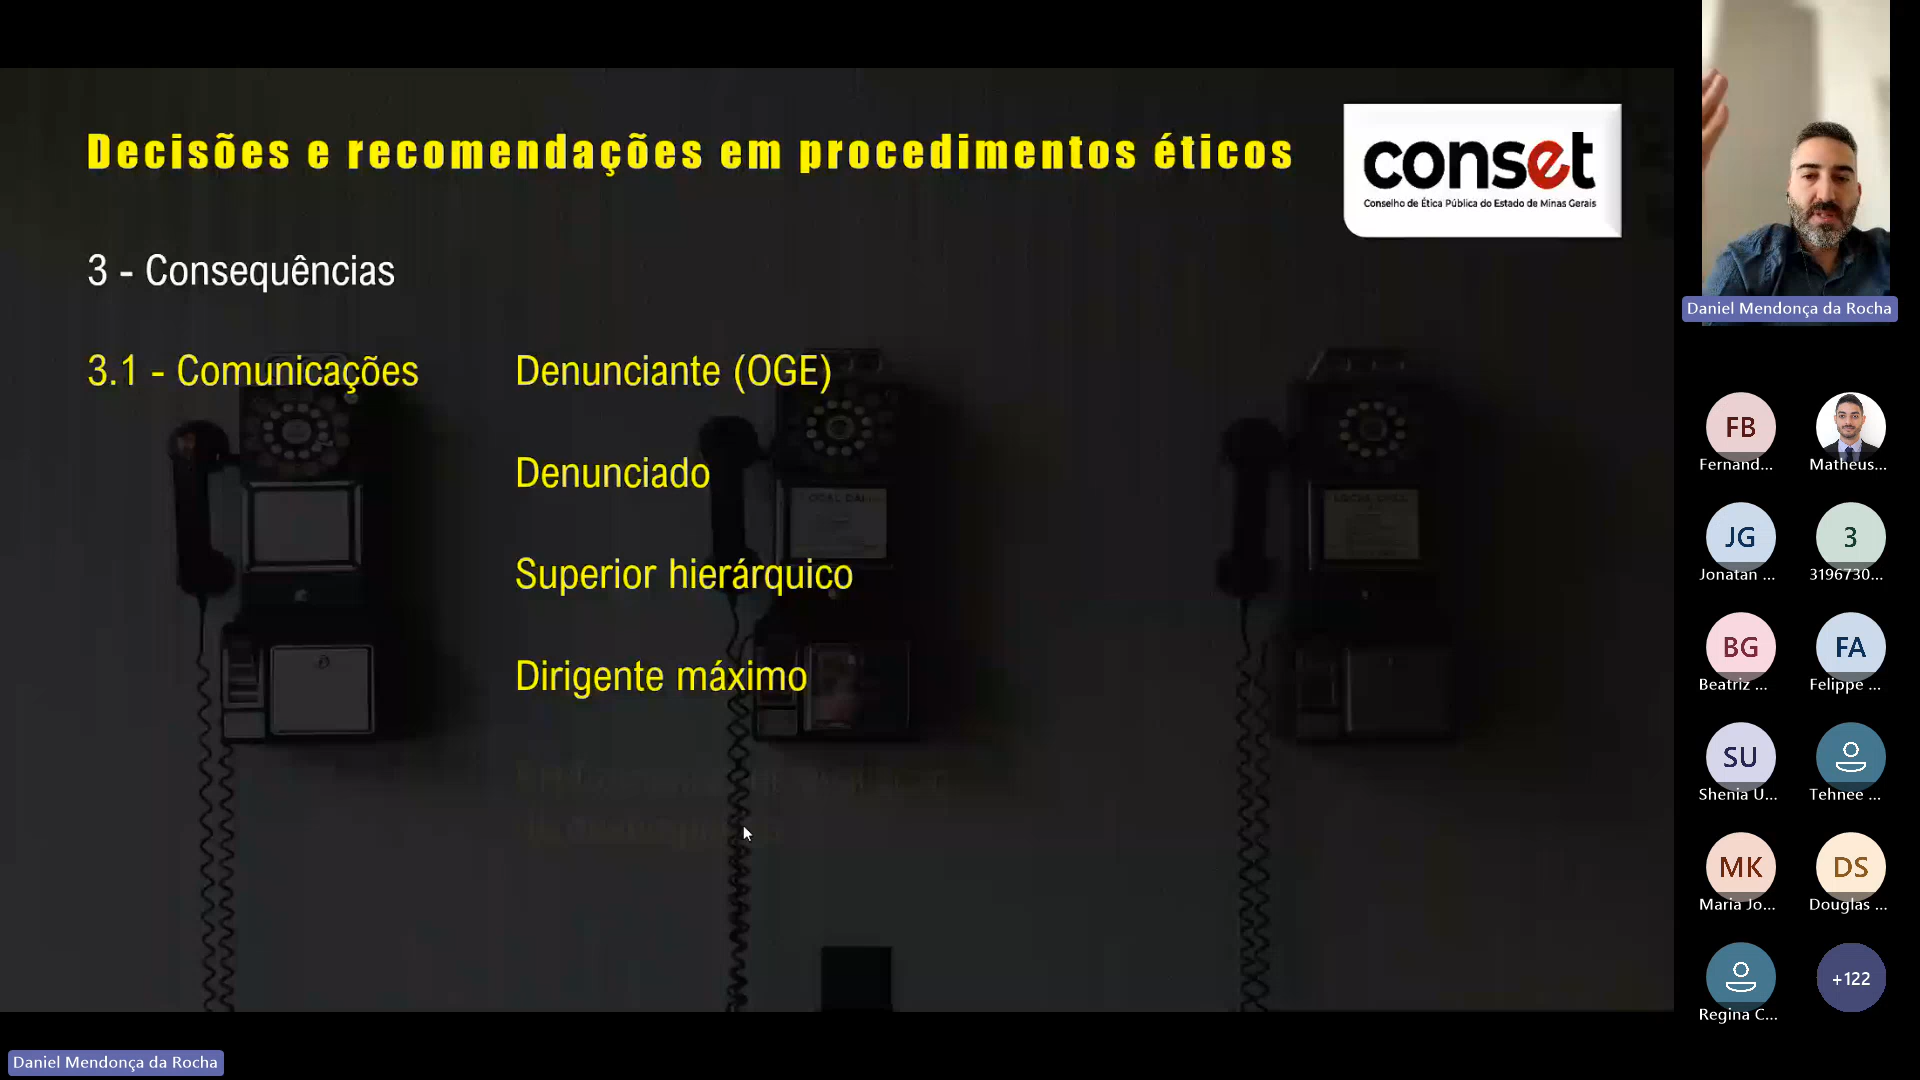 Decisões e recomendações em procedimentos éticos
conset
Conselho de Ética Pública do Estado de Minas Gerais
3 - Consequências
3.1 - Comunicações
Denunciante (OGE)
Denunciado
Superior hierárquico
Dirigente máximo
Daniel Mendonça da Rocha
FB
Fernand...
Matheus...
JG
Jonatan ...
3
3196730...
BG
Beatriz ...
FA
Felippe ...
SU
Shenia U...
Tehnee ...
MK
Maria Jo...
DS
Douglas ...
Regina C...
+122
Daniel Mendonça da Rocha